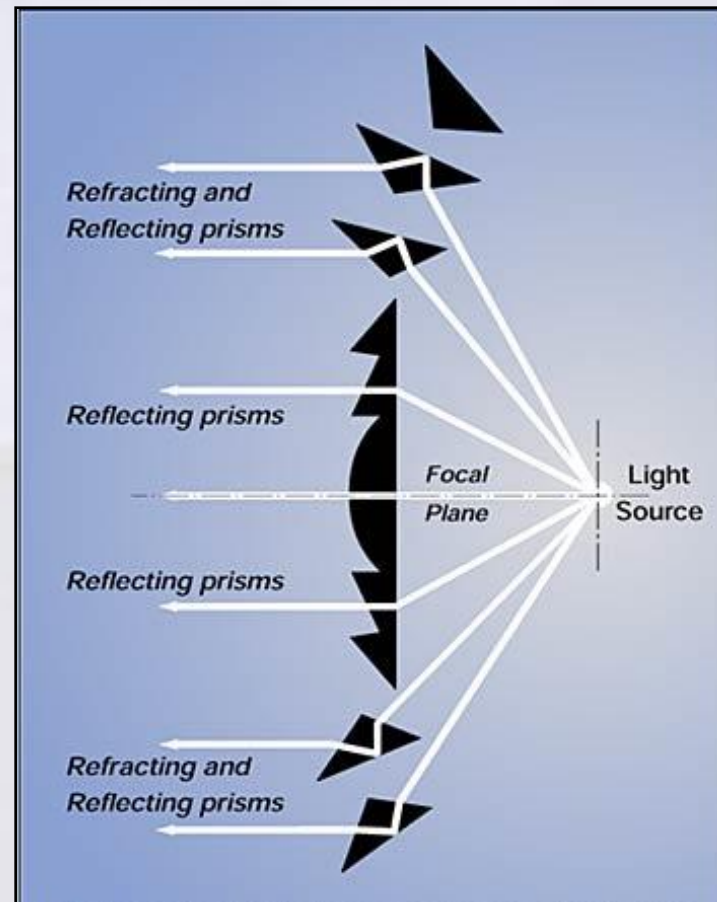 Refracting and
Reflecting prisms
Reflecting prisms
Focal
Plane
Light
Source
Reflecting prisms
Refracting and
Reflecting prisms